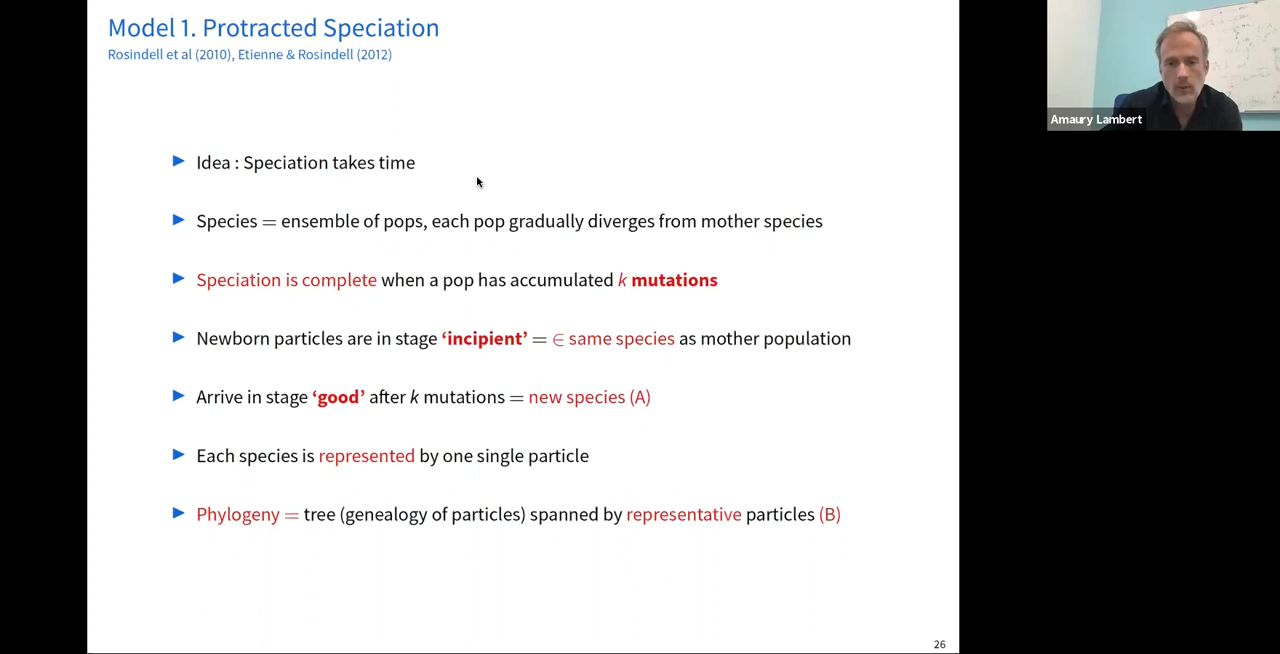 Model 1. Protracted Speciation
Rosindell et al (2010), Etienne & Rosindell (2012)
Amaury Lambert
► Idea : Speciation takes time
► Species = ensemble of pops, each pop gradually diverges from mother species
► Speciation is complete when a pop has accumulated k mutations
► Newborn particles are in stage ‘incipient’ = ∈ same species as mother population
► Arrive in stage ‘good’ after k mutations = new species (A)
► Each species is represented by one single particle
► Phylogeny = tree (genealogy of particles) spanned by representative particles (B)
26